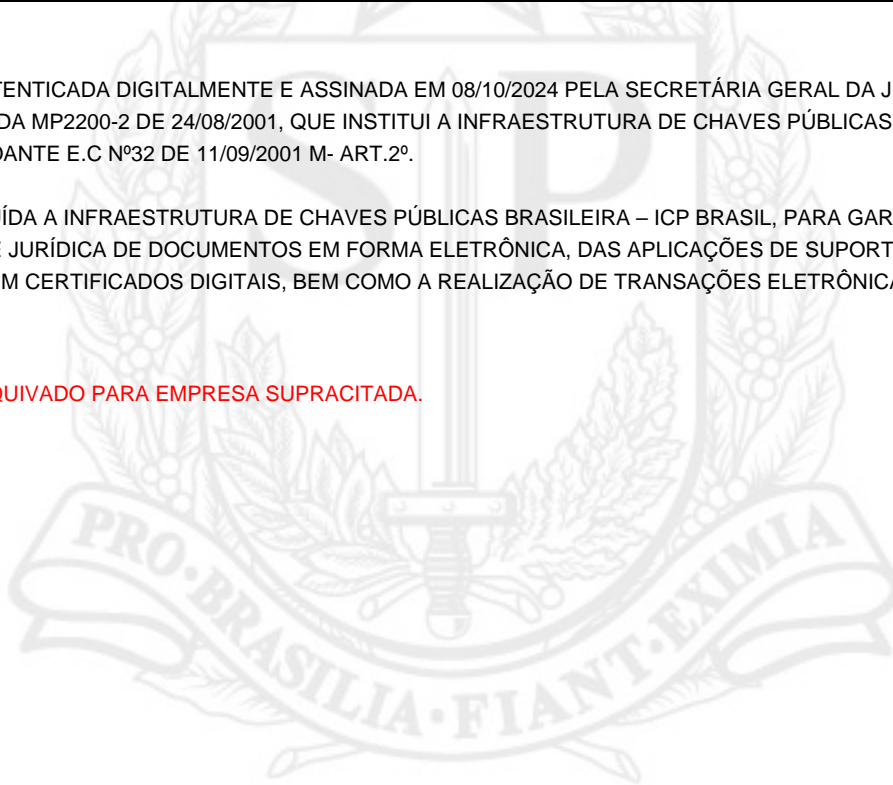 TENTICADA DIGITALMENTE E ASSINADA EM 08/10/2024 PELA SECRETÁRIA GERAL DA J
DA MP2200-2 DE 24/08/2001, QUE INSTITUI A INFRAESTRUTURA DE CHAVES PÚBLICAS
DANTE E.C Nº32 DE 11/09/2001 M- ART.2º.
ÍDA A INFRAESTRUTURA DE CHAVES PÚBLICAS BRASILEIRA – ICP BRASIL, PARA GAR
E JURÍDICA DE DOCUMENTOS EM FORMA ELETRÔNICA, DAS APLICAÇÕES DE SUPORT
M CERTIFICADOS DIGITAIS, BEM COMO A REALIZAÇÃO DE TRANSAÇÕES ELETRÔNICA
QUIVADO PARA EMPRESA SUPRACITADA.
SP
PRO·BRASILIA·FIANT·EXIMIA